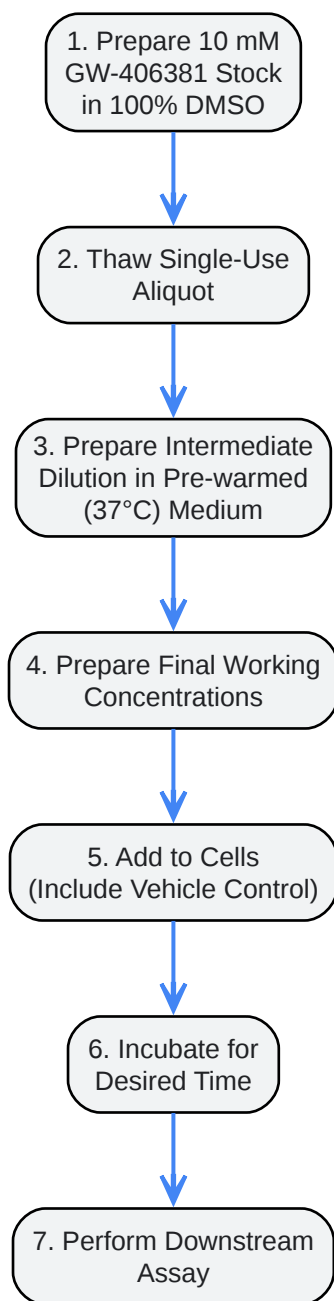 1. Prepare 10 mM
GW-406381 Stock
in 100% DMSO
2. Thaw Single-Use
Aliquot
3. Prepare Intermediate
Dilution in Pre-warmed
(37°C) Medium
4. Prepare Final Working
Concentrations
5. Add to Cells
(Include Vehicle Control)
6. Incubate for
Desired Time
7. Perform Downstream
Assay